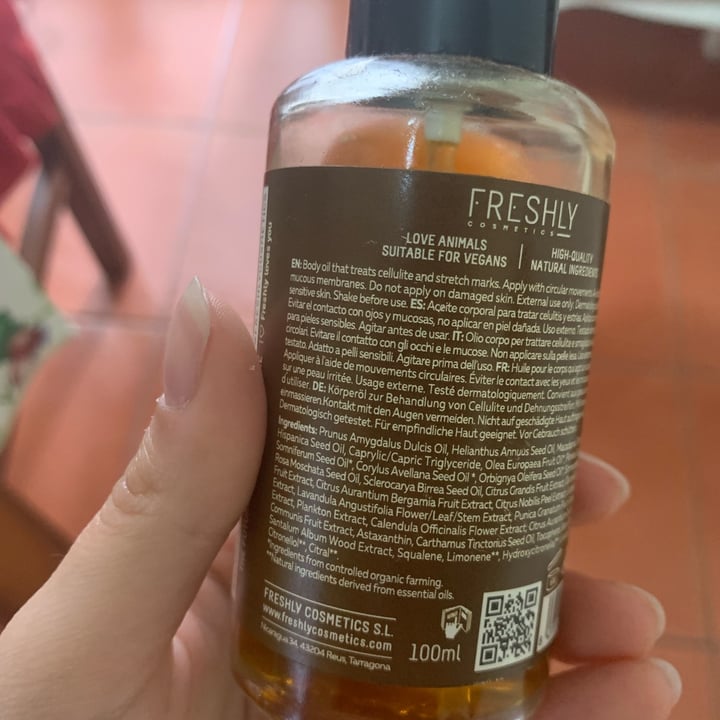 FRESHLY
COSMETICS
LOVE ANIMALS
SUITABLE FOR VEGANS
HIGH-QUALITY
NATURAL INGREDIENTS
EN: Body oil that treats cellulite and stretch marks. Apply with circular movements.
mucous membranes. Do not apply on damaged skin. External use only.
sensitive skin. Shake before use. ES: Aceite corporal para tratar celulitis y estrías.
Evitar el contacto con ojos y mucosas, no aplicar en piel dañada. Uso externo.
para pieles sensibles. Agitar antes de usar. IT: Olio corpo per trattare cellulite e
circolari. Evitare il contatto con gli occhi e le mucose. Non applicare sulla pelle lesa.
testato. Adatto a pelli sensibili. Agitare prima dell'uso. FR: Huile pour le corps qui
Appliquer à l'aide de mouvements circulaires. Éviter le contact avec les yeux et les
sur une peau irritée. Usage externe. Testé dermatologiquement. Convient aux
d'utiliser. DE: Körperöl zur Behandlung von Cellulite und Dehnungsstreifen.
einmassieren.Kontakt mit den Augen vermeiden. Nicht auf geschädigte Haut
Dermatologisch getestet. Für empfindliche Haut geeignet. Vor Gebrauch
Ingredients: Prunus Amygdalus Dulcis Oil, Helianthus Annuus Seed Oil,
Hispanica Seed Oil, Caprylic/Capric Triglyceride, Olea Europaea Fruit Oil*,
Somniferum Seed Oil*, Corylus Avellana Seed Oil *, Orbignya Oleifera Seed Oil*
Rosa Moschata Seed Oil, Sclerocarya Birrea Seed Oil, Citrus Grandis Fruit Extract,
Fruit Extract, Citrus Aurantium Bergamia Fruit Extract, Citrus Nobilis Peel Extract,
Extract, Lavandula Angustifolia Flower/Leaf/Stem Extract, Punica Granatum
Extract, Plankton Extract, Calendula Officinalis Flower Extract, Citrus
Communis Fruit Extract, Astaxanthin, Carthamus Tinctorius Seed Oil,
Santalum Album Wood Extract, Squalene, Limonene**,
Citronellol**, Citral**.
*Ingredients from controlled organic farming.
**Natural ingredients derived from essential oils.
FRESHLY COSMETICS S.L.
www.freshlycosmetics.com
Nicaragua 34, 43204 Reus, Tarragona
100ml
Freshly loves you